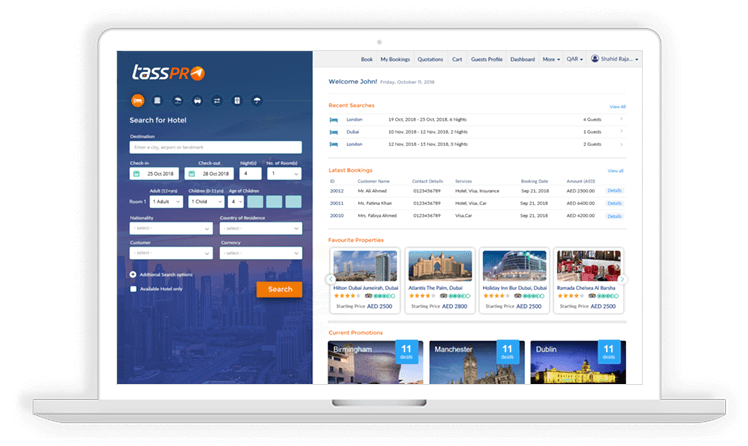 tassPRO
Search for Hotel
Destination
Enter a city, airport or landmark
Check-in
Check-out
Night(s)
No. of Room(s)
25 Oct 2018
28 Oct 2018
4
1
Adult (12+yrs)
Children (0-11yrs)
Age of Children
Room 1
1 Adult
1 Child
4
Nationality
Country of Residence
- select -
- select -
Customer
Currency
- select -
- select -
Additional Search options
Available Hotel only
Search
Book
My Bookings
Quotations
Cart
Guests Profile
Dashboard
More
QAR
Shahid Raja...
Welcome John! Friday, October 11, 2016
Recent Searches
View All
London 19 Oct, 2018 - 25 Oct, 2018, 6 Nights 4 Guests
Dubai 10 Nov, 2018 - 12 Nov, 2018, 2 Nights 3 Guests
London 12 Nov, 2018 - 15 Nov, 2018, 3 Nights 2 Guests
Latest Bookings
View all
ID Customer Name Contact Details Services Booking Date Amount (AED)
20012 Mr. Ali Ahmed 0123456789 Hotel, Visa, Insurance Sep 21, 2018 AED 2500.00 Details
20011 Ms. Fatima Khan 0123456789 Hotel, Visa, Car Sep 21, 2018 AED 6400.00 Details
20010 Mrs. Fabiya Ahmed 0123456789 Visa,Car Sep 21, 2018 AED 4200.00 Details
Favourite Properties
Hilton Dubai Jumeirah, Dubai
Starting Price AED 2500
Atlantis The Palm, Dubai
Starting Price AED 2800
Holiday Inn Bur Dubai, Dubai
Starting Price AED 2500
Ramada Chelsea Al Barsha
Starting Price AED 2500
Current Promotions
Birmingham
11
deals
Manchester
11
deals
Dublin
11
deals